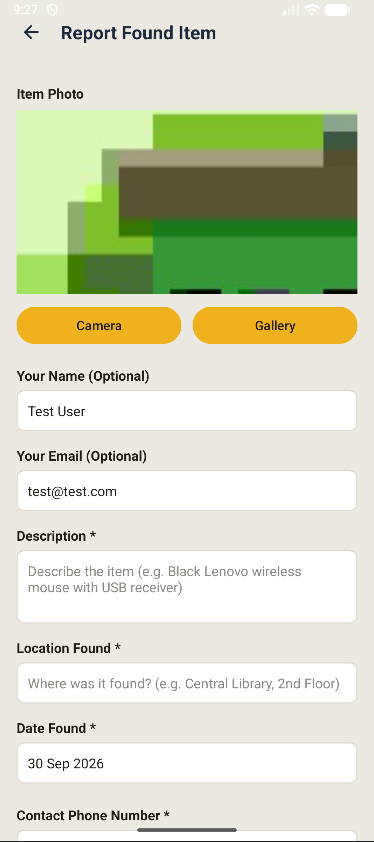 9:27
Report Found Item
Item Photo
Camera
Gallery
Your Name (Optional)
Test User
Your Email (Optional)
test@test.com
Description *
Describe the item (e.g. Black Lenovo wireless
mouse with USB receiver)
Location Found *
Where was it found? (e.g. Central Library, 2nd Floor)
Date Found *
30 Sep 2026
Contact Phone Number *